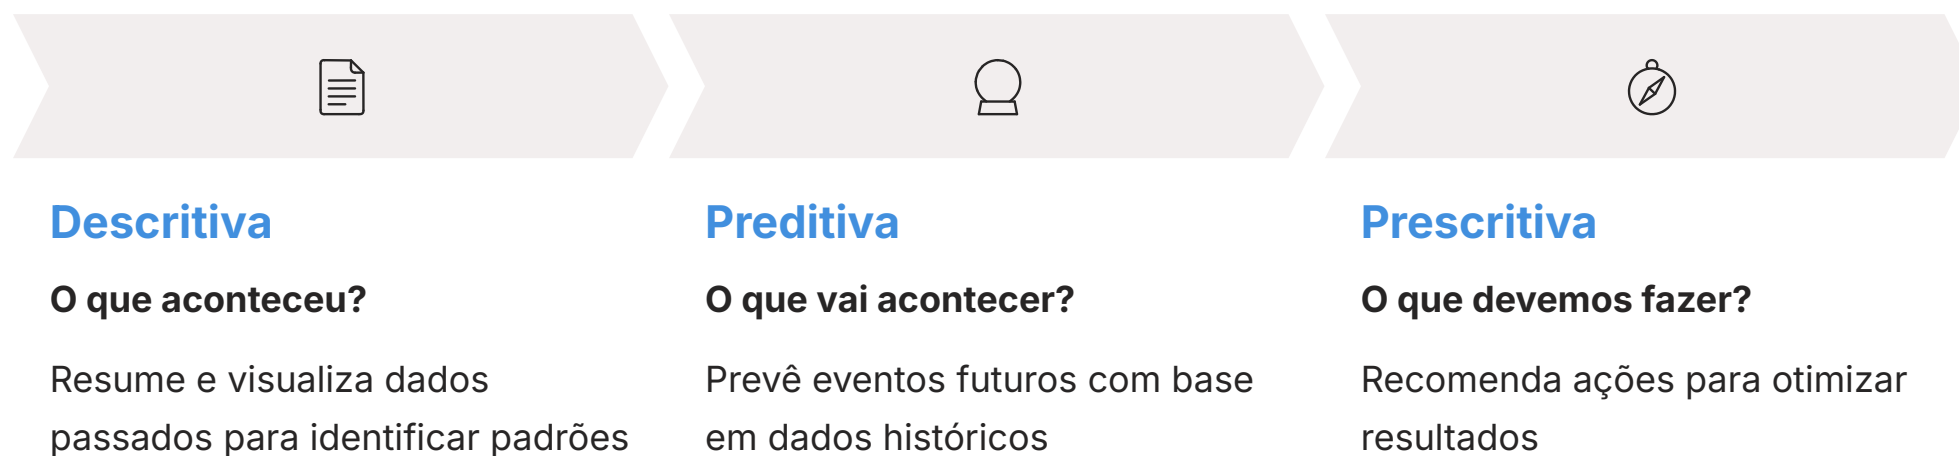 Descritiva
O que aconteceu?
Resume e visualiza dados
passados para identificar padrões
Preditiva
O que vai acontecer?
Prevê eventos futuros com base
em dados históricos
Prescritiva
O que devemos fazer?
Recomenda ações para otimizar
resultados